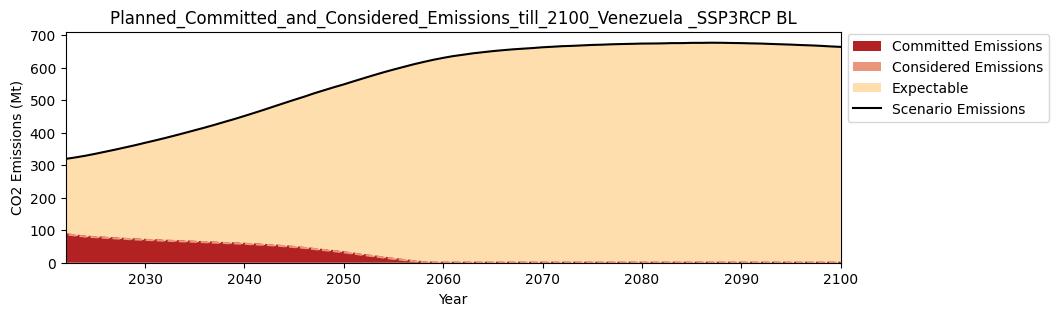 Planned_Committed_and_Considered_Emissions_till_2100_Venezuela _SSP3RCP BL
700
600
500
400
300
200
100
0
CO2 Emissions (Mt)
2030
2040
2050
2060
2070
2080
2090
2100
Year
Committed Emissions
Considered Emissions
Expectable
Scenario Emissions